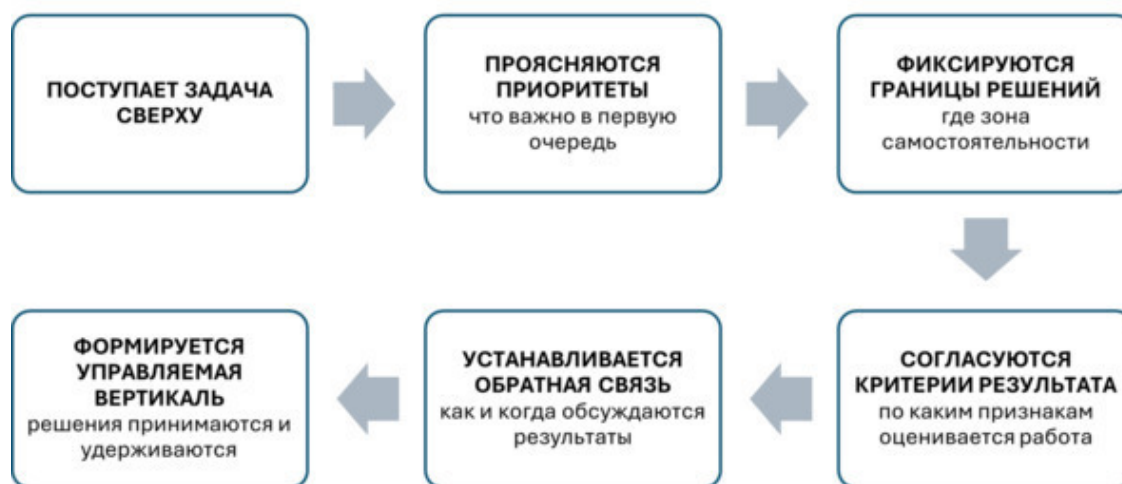 ПОСТУПАЕТ ЗАДАЧА
СВЕРХУ
ПРОЯСНЯЮТСЯ
ПРИОРИТЕТЫ
что важно в первую
очередь
ФИКСИРУЮТСЯ
ГРАНИЦЫ РЕШЕНИЙ
где зона
самостоятельности
СОГЛАСУЮТСЯ
КРИТЕРИИ РЕЗУЛЬТАТА
по каким признакам
оценивается работа
УСТАНАВЛИВАЕТСЯ
ОБРАТНАЯ СВЯЗЬ
как и когда обсуждаются
результаты
ФОРМИРУЕТСЯ
УПРАВЛЯЕМАЯ
ВЕРТИКАЛЬ
решения принимаются и
удерживаются